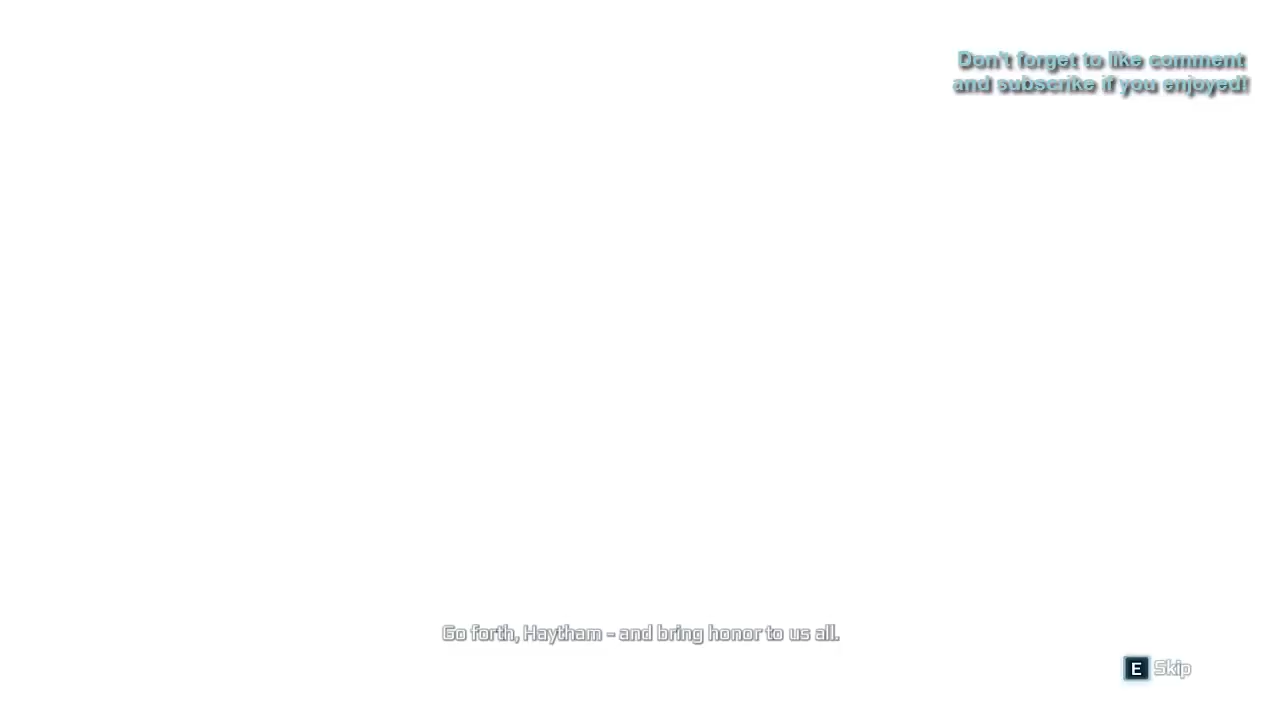 Don't forget to like comment
and subscrike if you enjoyed!
Go forth, Haytham - and bring honor to us all.
E Skip